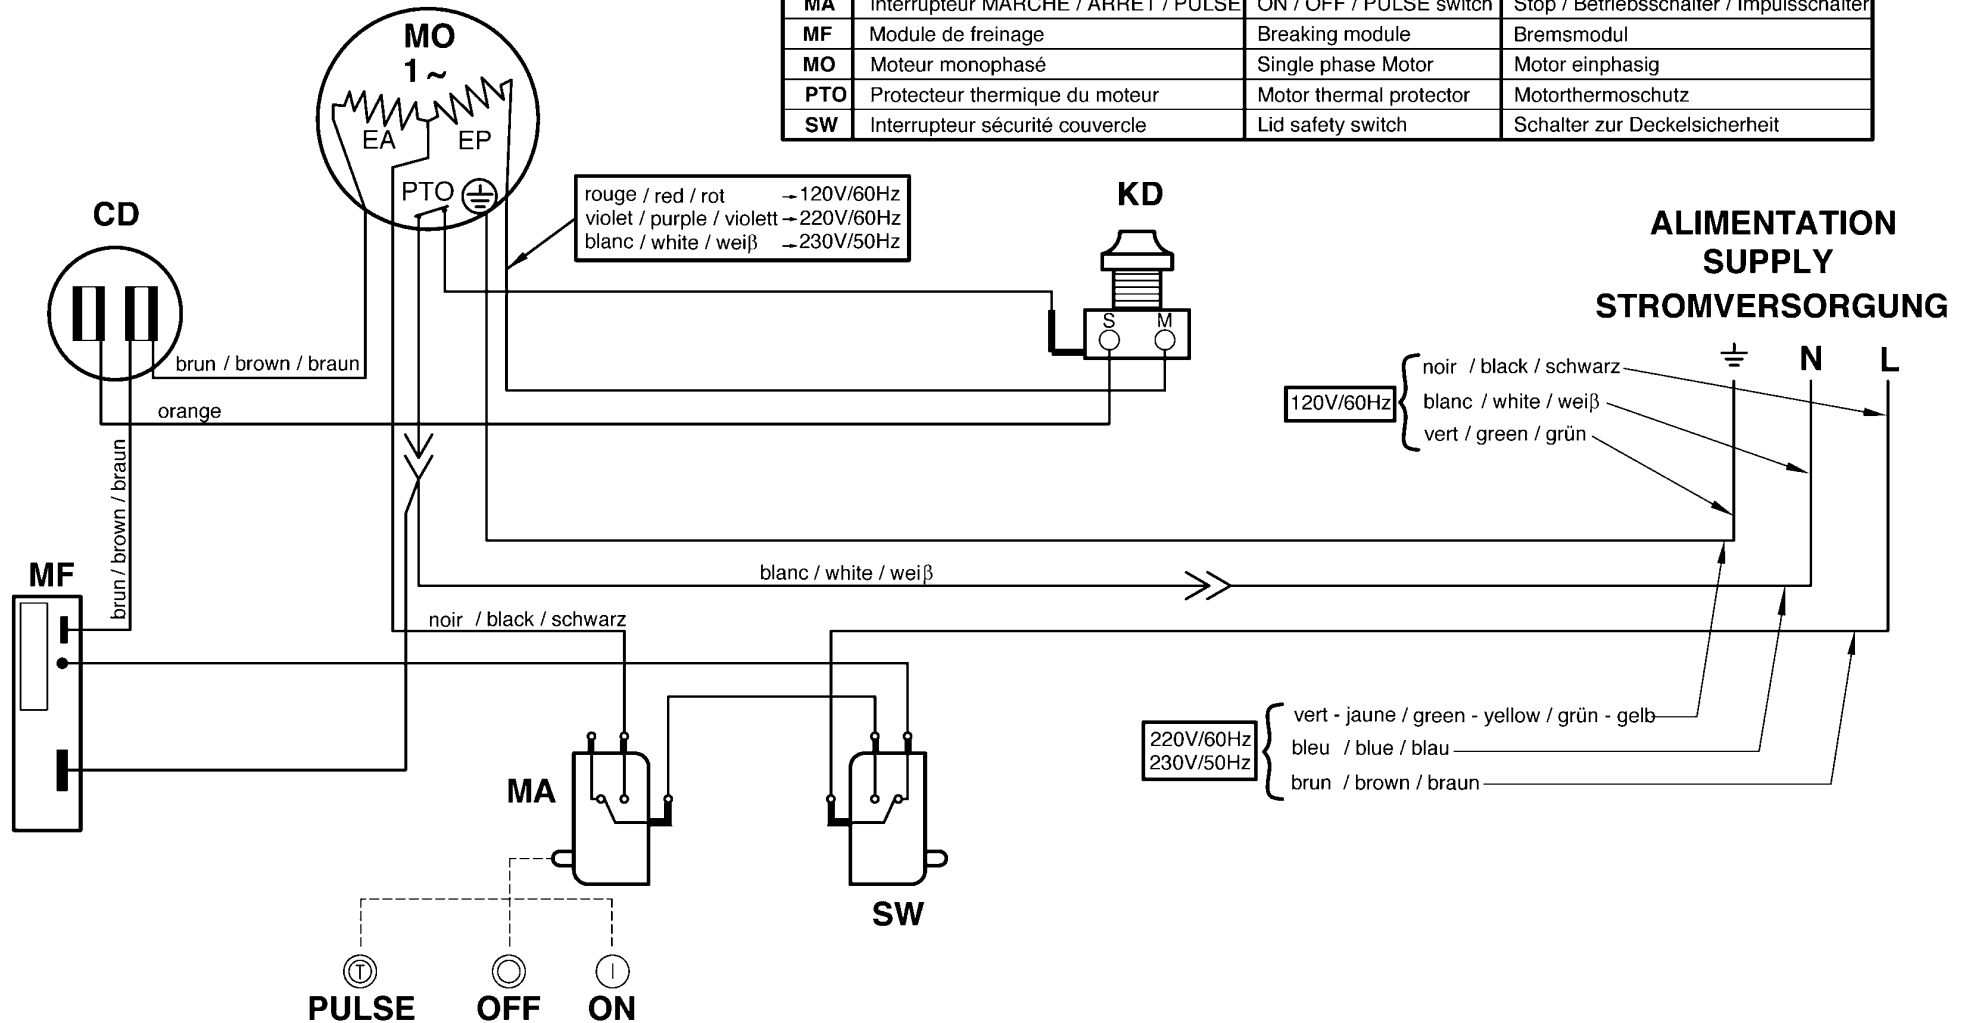 MA Interrupteur MARCHE / ARRET / PULSE ON / OFF / PULSE switch Stop / Betriebsschalter / Impulsschalter
MF Module de freinage Breaking module Bremsmodul
MO Moteur monophasé Single phase Motor Motor einphasig
PTO Protecteur thermique du moteur Motor thermal protector Motorthermoschutz
SW Interrupteur sécurité couvercle Lid safety switch Schalter zur Deckelsicherheit
MO
1 ~
EA EP
PTO
rouge / red / rot →120V/60Hz
violet / purple / violett →220V/60Hz
blanc / white / weiβ →230V/50Hz
CD
KD
S M
ALIMENTATION
SUPPLY
STROMVERSORGUNG
N L
brun / brown / braun
orange
brun / brown / braun
120V/60Hz
noir / black / schwarz
blanc / white / weiβ
vert / green / grün
MF
blanc / white / weiβ
noir / black / schwarz
220V/60Hz
230V/50Hz
vert - jaune / green - yellow / grün - gelb
bleu / blue / blau
brun / brown / braun
MA
SW
T
PULSE OFF ON